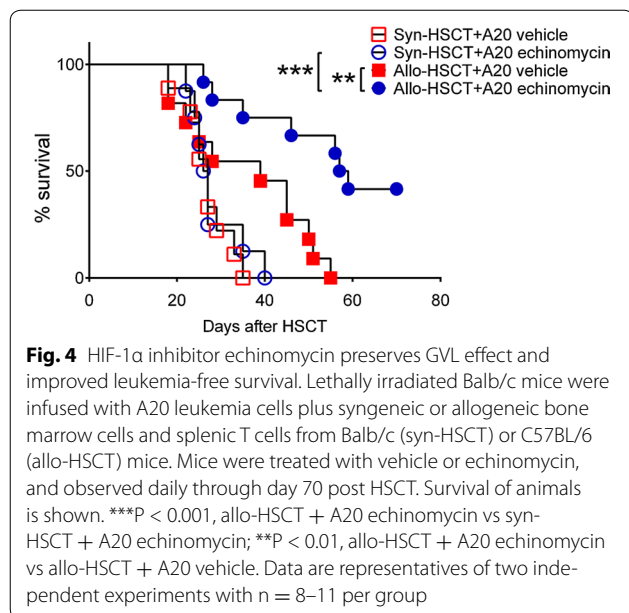 Syn-HSCT+A20 vehicle
Syn-HSCT+A20 echinomycin
Allo-HSCT+A20 vehicle
Allo-HSCT+A20 echinomycin
***
**
100
50
0
% survival
0 20 40 60 80
Days after HSCT
Fig. 4 HIF-1α inhibitor echinomycin preserves GVL effect and
improved leukemia-free survival. Lethally irradiated Balb/c mice were
infused with A20 leukemia cells plus syngeneic or allogeneic bone
marrow cells and splenic T cells from Balb/c (syn-HSCT) or C57BL/6
(allo-HSCT) mice. Mice were treated with vehicle or echinomycin,
and observed daily through day 70 post HSCT. Survival of animals
is shown. ***P < 0.001, allo-HSCT + A20 echinomycin vs syn-
HSCT + A20 echinomycin; **P < 0.01, allo-HSCT + A20 echinomycin
vs allo-HSCT + A20 vehicle. Data are representatives of two inde-
pendent experiments with n = 8–11 per group